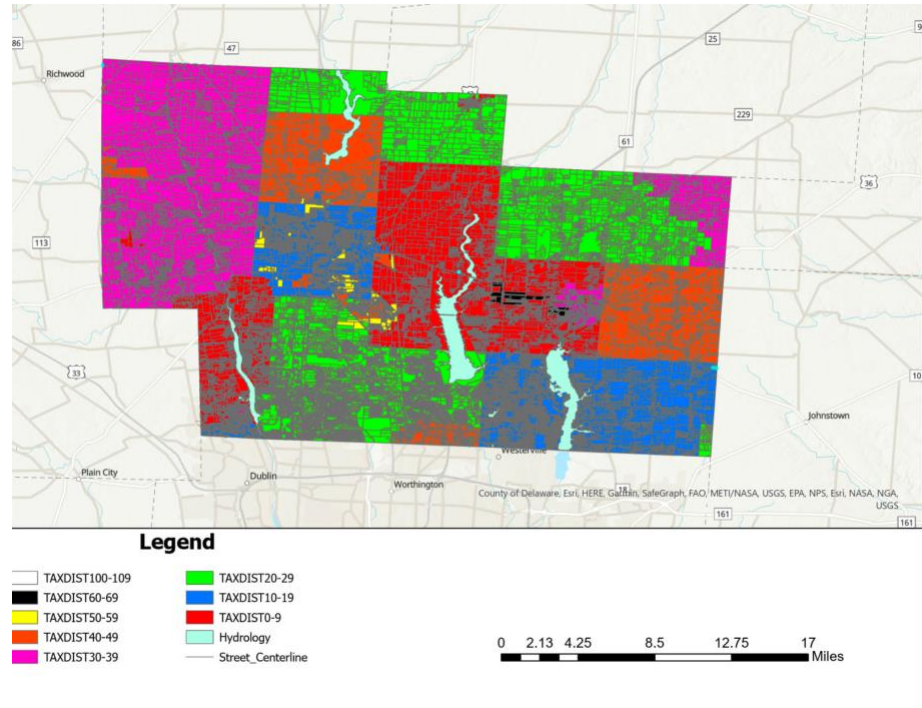 86
47
25
9
Richwood
229
61
36
113
33
10
Johnstown
Plain City
Dublin
Westerville
Worthington
18
County of Delaware, Esri, HERE, Garmin, SafeGraph, FAO, METI/NASA, USGS, EPA, NPS, Esri, NASA, NGA,
USGS
161
161
Legend
TAXDIST100-109
TAXDIST60-69
TAXDIST50-59
TAXDIST40-49
TAXDIST30-39
TAXDIST20-29
TAXDIST10-19
TAXDIST0-9
Hydrology
Street_Centerline
0 2.13 4.25 8.5 12.75 17
Miles